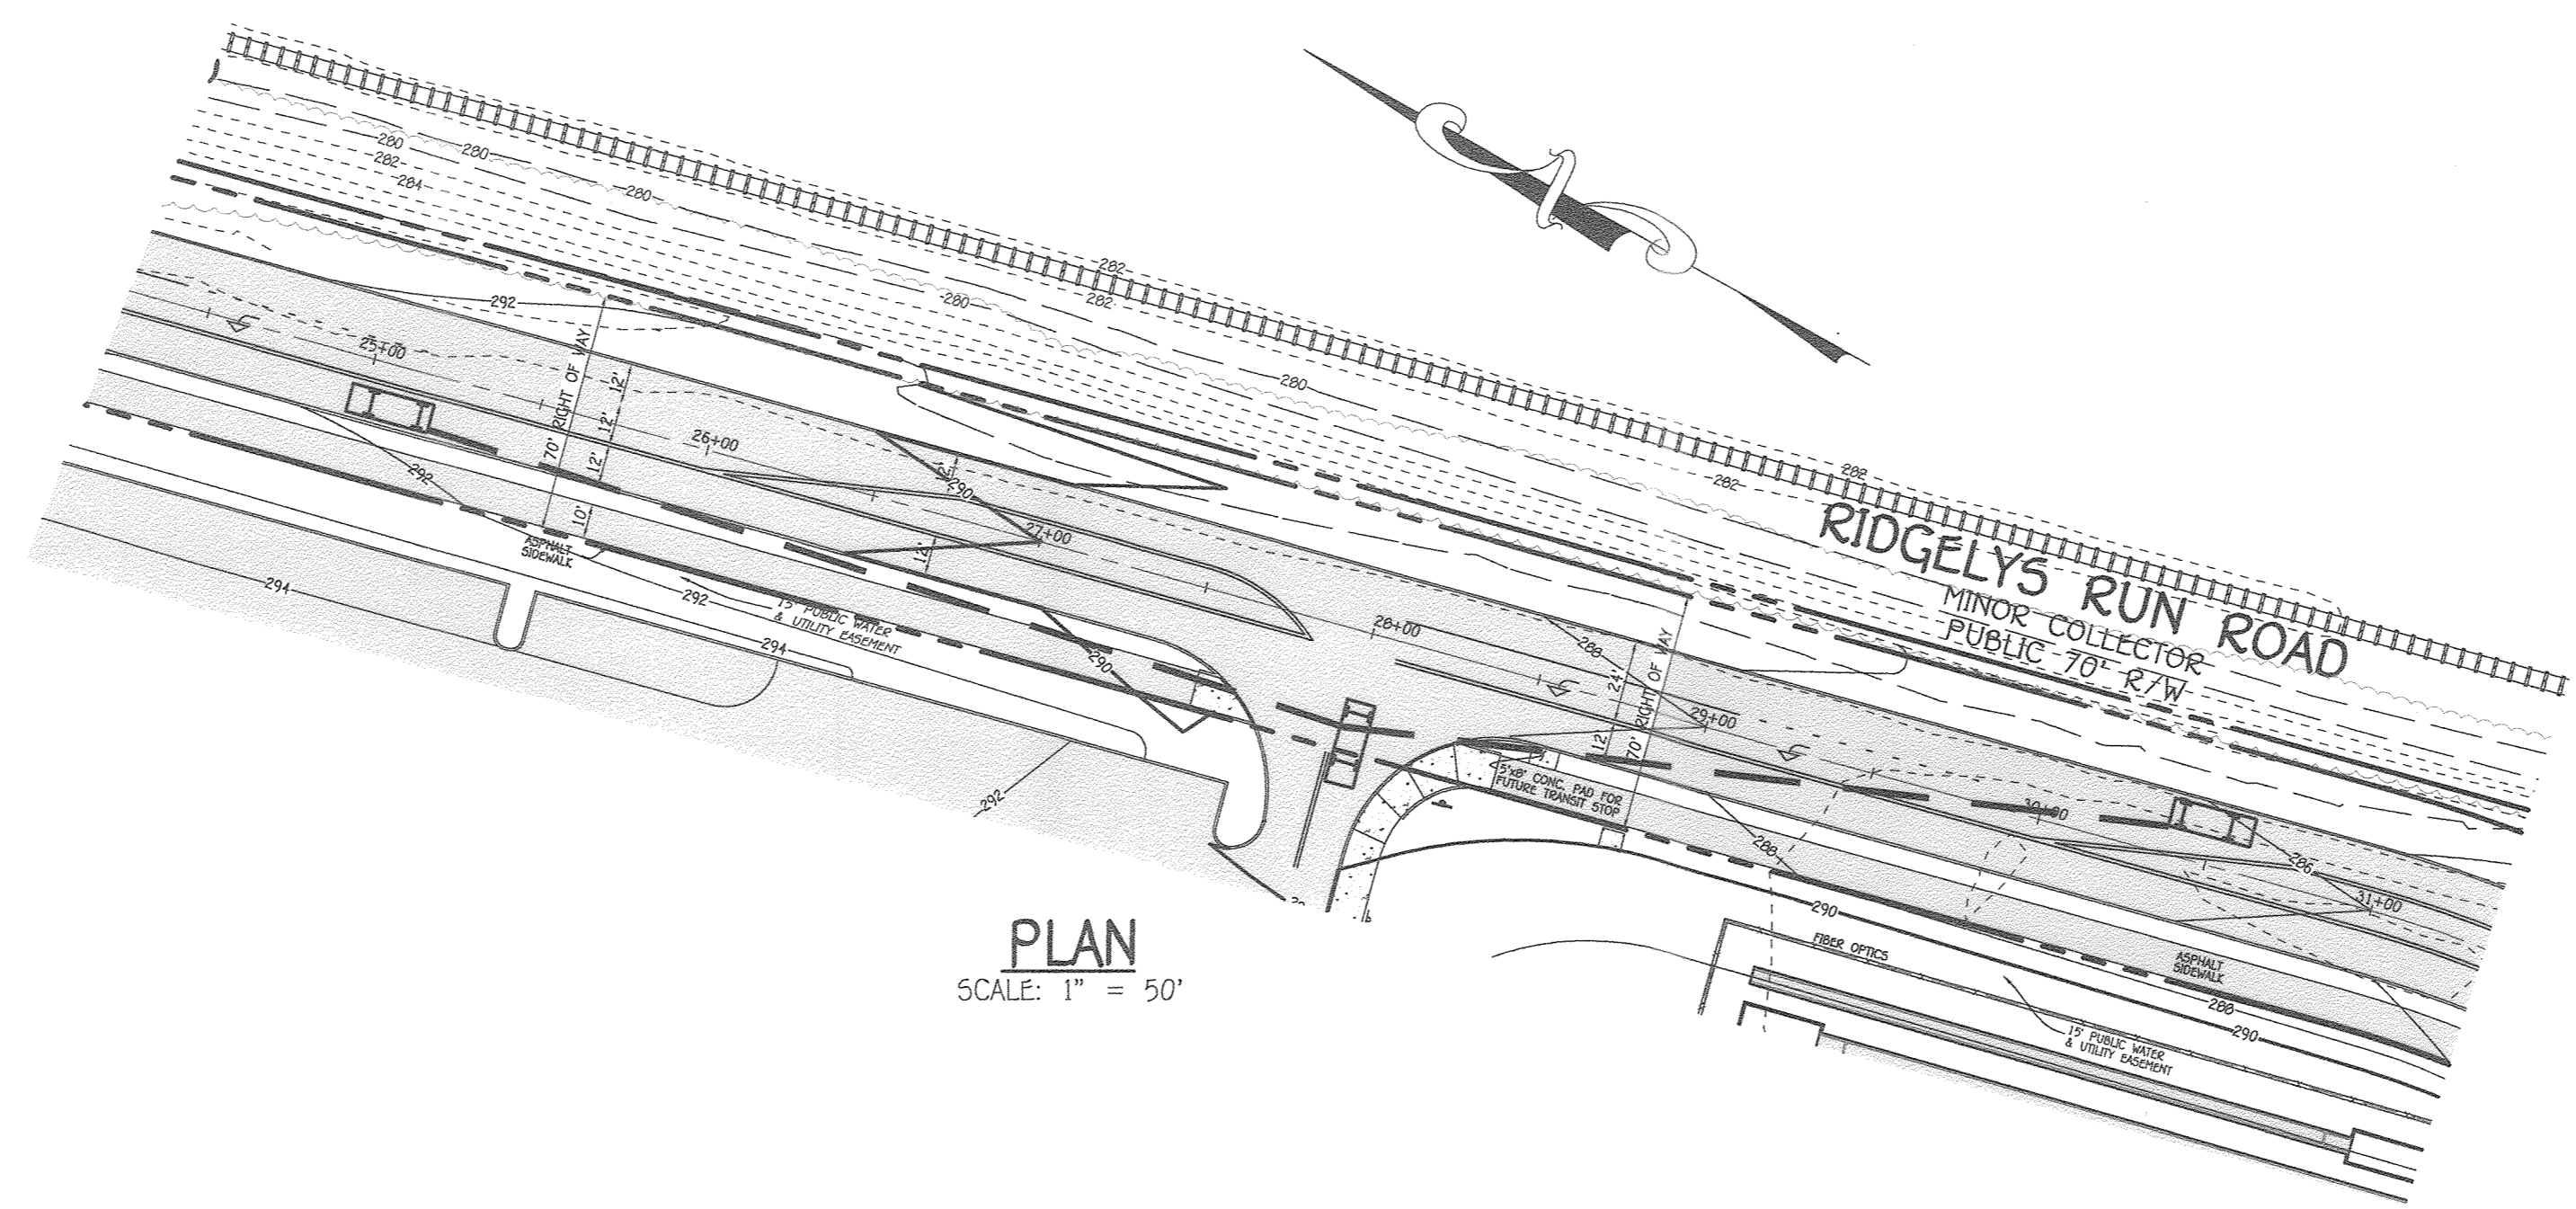 280
280
282
284
280
292
282
282
280
280
25+00
70' RIGHT OF WAY
12'
12'
12'
10'
26+00
292
12'
290
27+00
12'
ASPHALT
SIDEWALK
294
292
15' PUBLIC WATER
& UTILITY EASEMENT
294
290
292
28+00
288
24'
12'
70' RIGHT OF WAY
29+00
282
282
RIDGELYS RUN ROAD
MINOR COLLECTOR
PUBLIC 70' R/W
5'x8' CONC. PAD FOR
FUTURE TRANSIT STOP
288
30+00
286
31+00
290
FIBER OPTICS
ASPHALT
SIDEWALK
288
290
15' PUBLIC WATER
& UTILITY EASEMENT
PLAN
SCALE: 1" = 50'